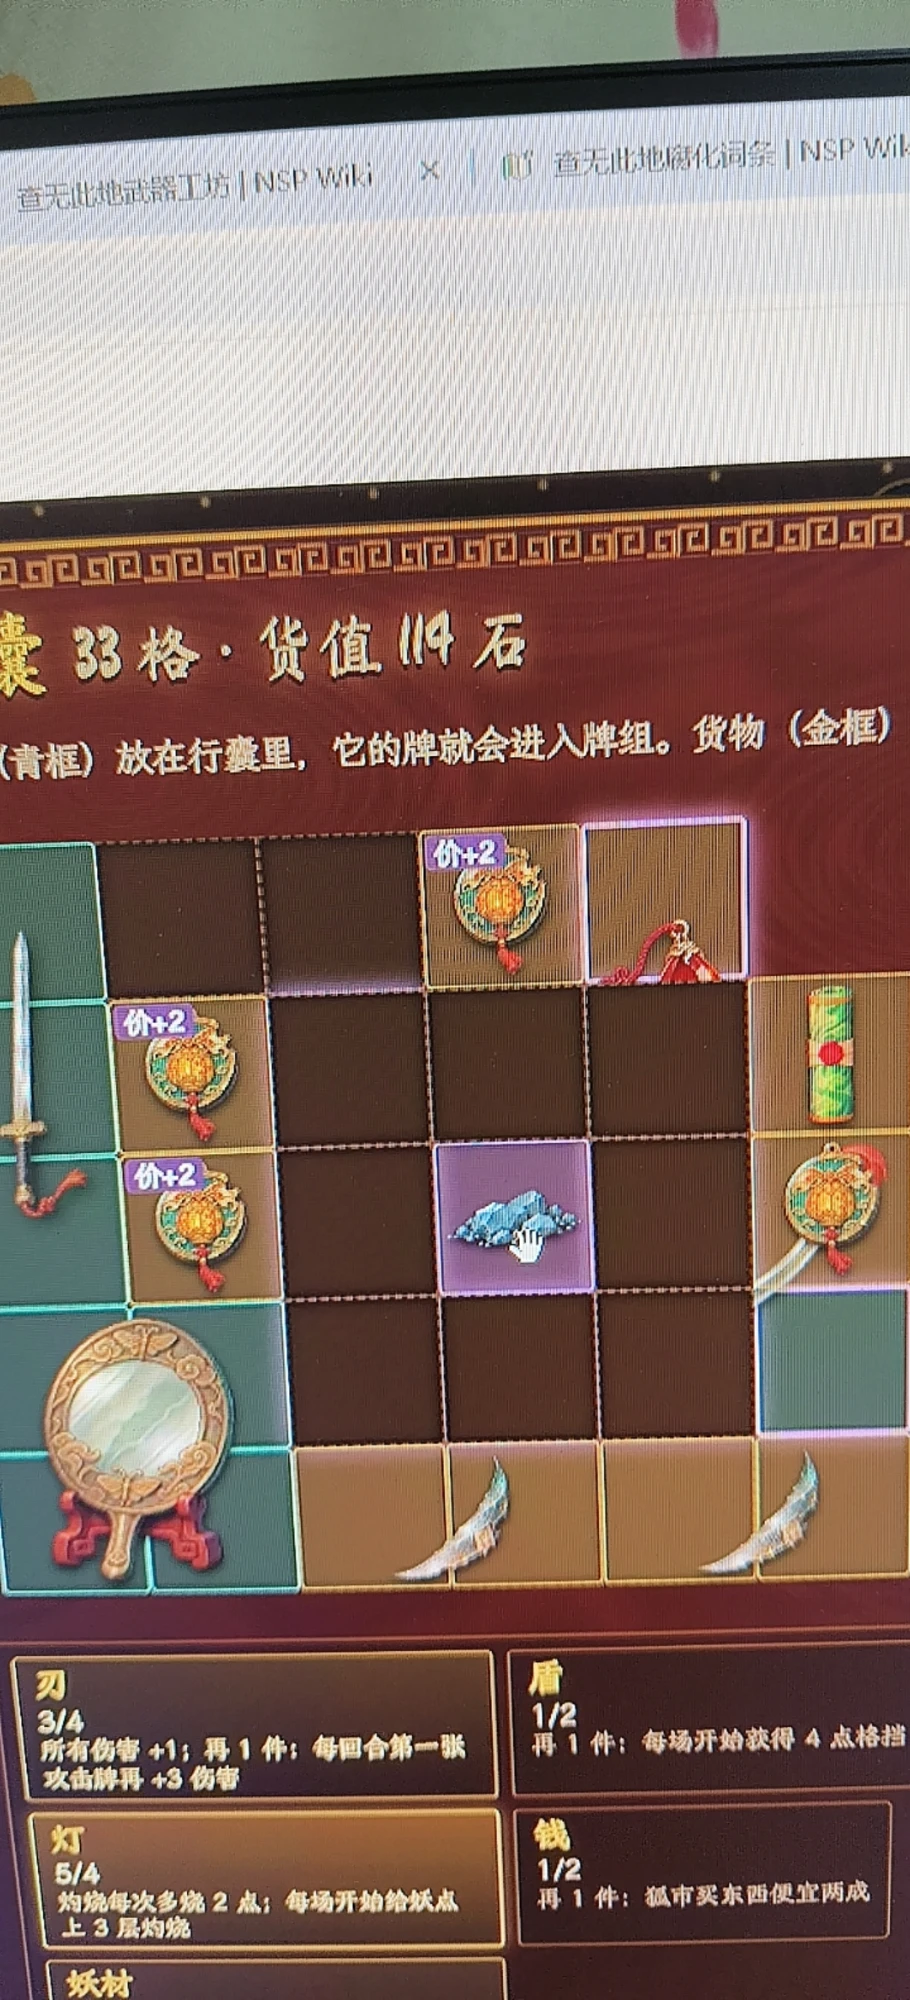 查无此地武器工坊 | NSP Wiki
查无此地腐化词条 | NSP Wik
囊 33 格 · 货值 114 石
（青框）放在行囊里，它的牌就会进入牌组。货物（金框）
价+2
价+2
价+2
刃
3/4
所有伤害 +1；再 1 件：每回合第一张
攻击牌再 +3 伤害
盾
1/2
再 1 件：每场开始获得 4 点格挡
灯
5/4
灼烧每次多烧 2 点；每场开始给妖点
上 3 层灼烧
钱
1/2
再 1 件：狐市买东西便宜两成
妖材